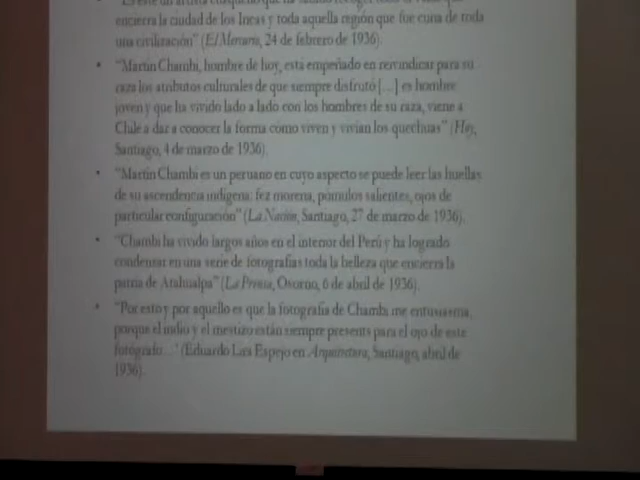 encierra la ciudad de los Incas y toda aquella región que fue cuna de toda
una civilización" (El Mercurio, 24 de febrero de 1936).
• "Martín Chambi, hombre de hoy, está empeñado en reivindicar para su
raza los atributos culturales de que siempre disfrutó [...] es hombre
joven y que ha vivido lado a lado con los hombres de su raza, viene a
Chile a dar a conocer la forma cómo viven y vivían los quechuas" (Hoy,
Santiago, 4 de marzo de 1936).
• "Martín Chambi es un peruano en cuyo aspecto se puede leer las huellas
de su ascendencia indígena: fez morena, pómulos salientes, ojos de
particular configuración" (La Nación, Santiago, 27 de marzo de 1936).
• "Chambi ha vivido largos años en el interior del Perú y ha logrado
condensar en una serie de fotografías toda la belleza que encierra la
patria de Atahualpa" (La Prensa, Osorno, 6 de abril de 1936).
• "Por esto y por aquello es que la fotografía de Chambi me entusiasma,
porque el indio y el mestizo están siempre presents para el ojo de este
fotógrafo..." (Eduardo Lira Espejo en Arquitectura, Santiago, abril de
1936).